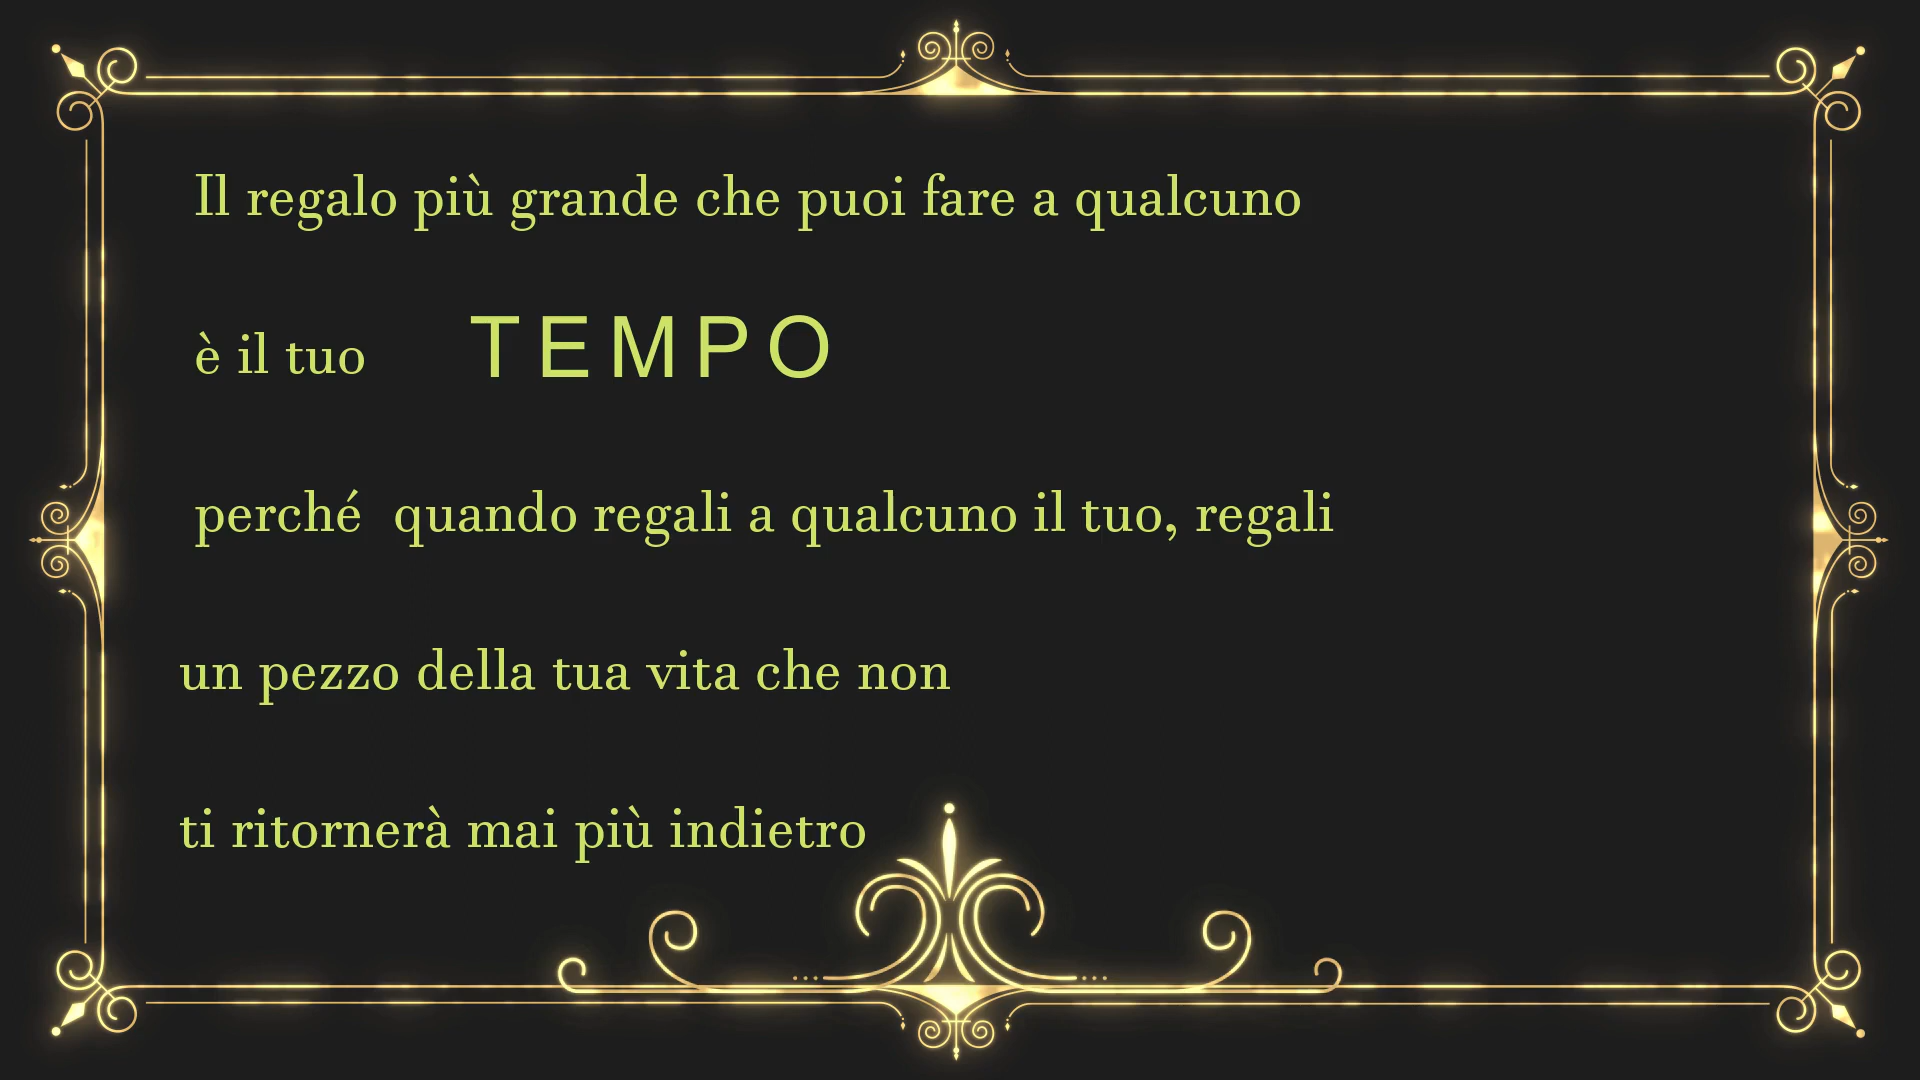 Il regalo più grande che puoi fare a qualcuno
è il tuo TEMPO
perché quando regali a qualcuno il tuo, regali
un pezzo della tua vita che non
ti ritornerà mai più indietro